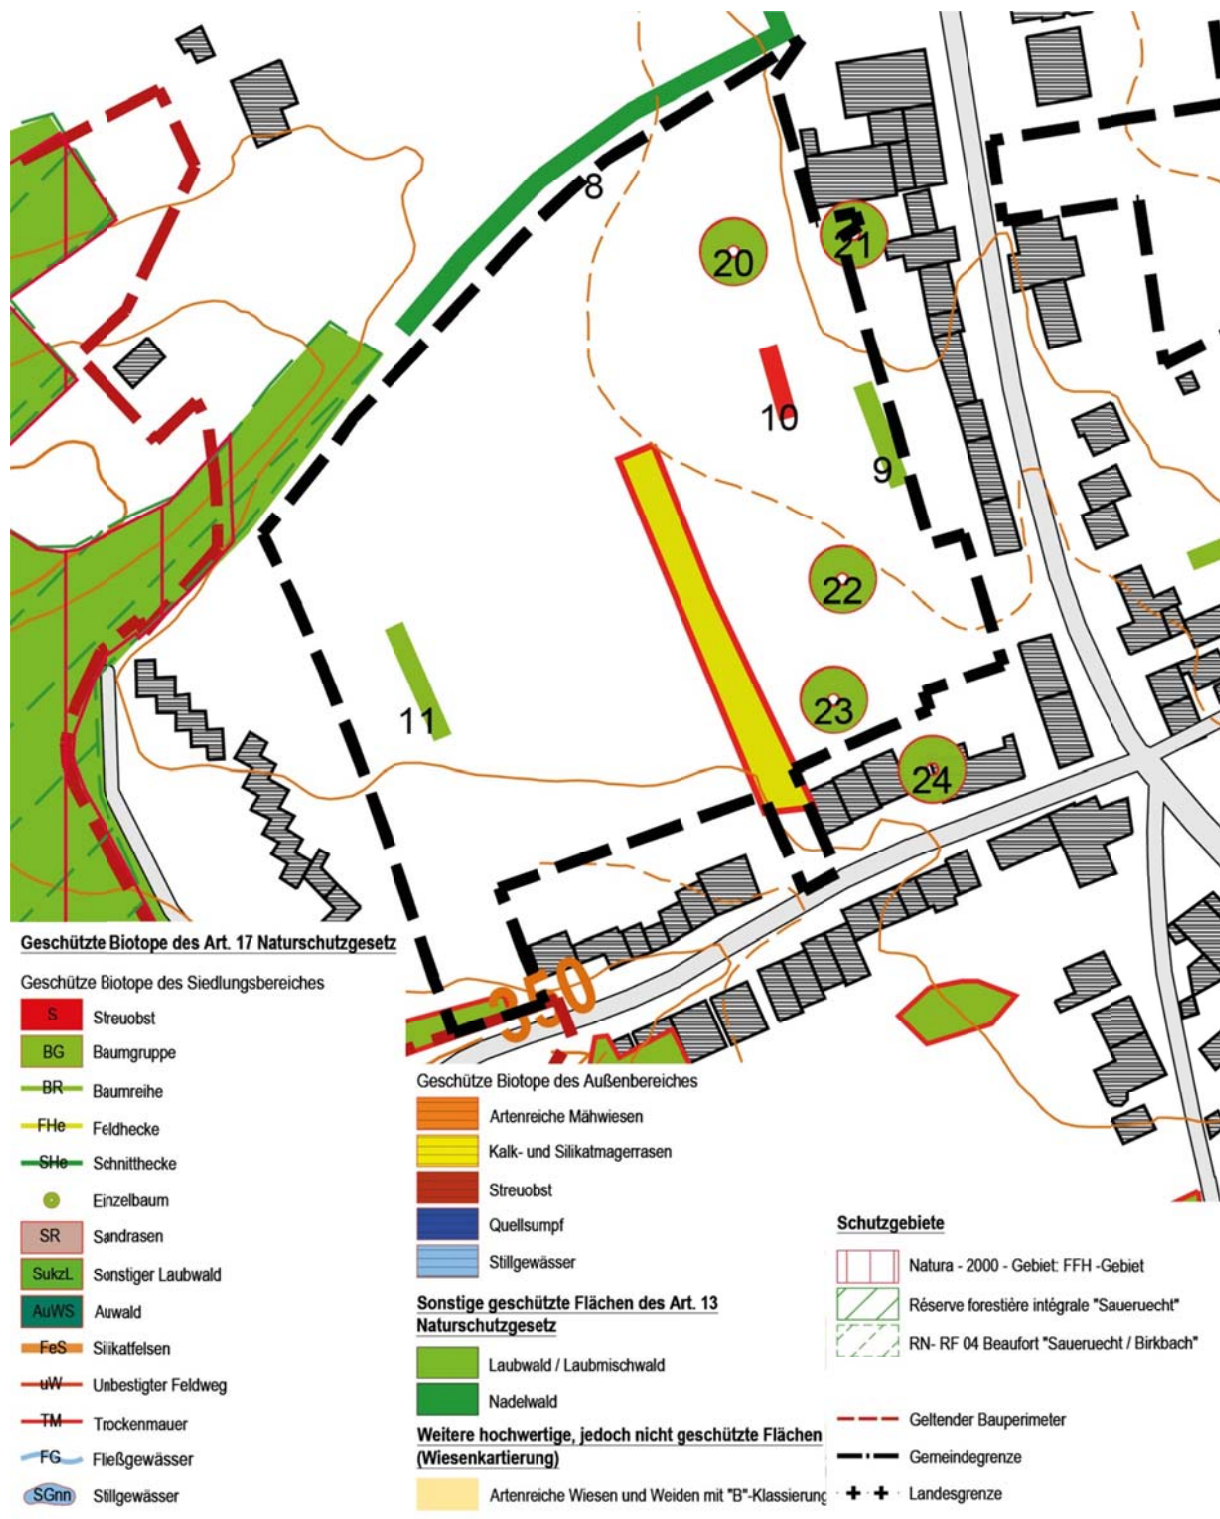 8
20
21
10
9
22
11
23
24
350
Geschützte Biotope des Art. 17 Naturschutzgesetz
Geschütze Biotope des Siedlungsbereiches
S Streuobst
BG Baumgruppe
BR Baumreihe
FHe Feldhecke
SHe Schnitthecke
Einzelbaum
SR Sandrasen
SukzL Sonstiger Laubwald
AuWS Auwald
FeS Silikatfelsen
uW Unbestigter Feldweg
TM Trockenmauer
FG Fließgewässer
SGnn Stillgewässer
Geschütze Biotope des Außenbereiches
Artenreiche Mähwiesen
Kalk- und Silikatmagerrasen
Streuobst
Quellsumpf
Stillgewässer
Sonstige geschützte Flächen des Art. 13
Naturschutzgesetz
Laubwald / Laubmischwald
Nadelwald
Weitere hochwertige, jedoch nicht geschützte Flächen
(Wiesenkartierung)
Artenreiche Wiesen und Weiden mit "B"-Klassierung
Schutzgebiete
Natura - 2000 - Gebiet: FFH -Gebiet
Réserve forestière intégrale "Saueruecht"
RN- RF 04 Beaufort "Saueruecht / Birkbach"
Geltender Bauperimeter
Gemeindegrenze
Landesgrenze